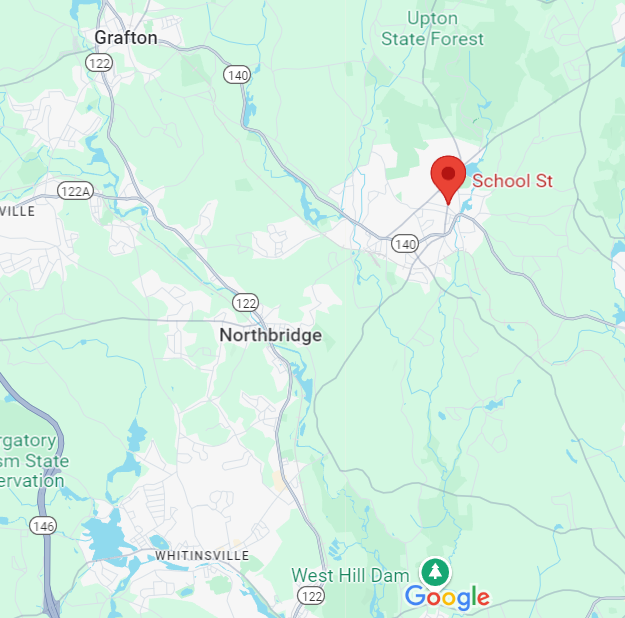 Upton
State Forest
Grafton
122
140
School St
122A
VILLE
140
122
Northbridge
rgatory
sm State
ervation
146
WHITINSVILLE
West Hill Dam
122
Google